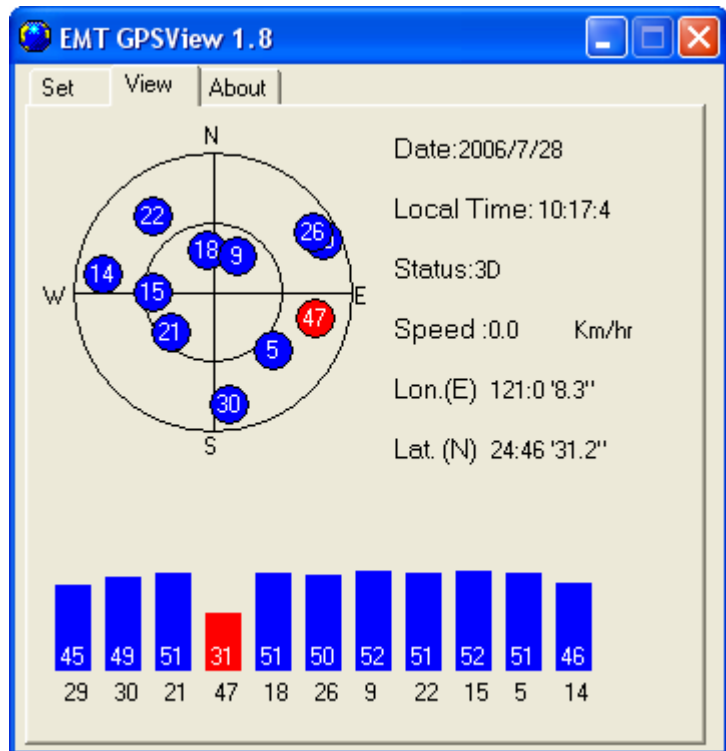 EMT GPSView 1.8
Set View About
N
Date:2006/7/28
22
Local Time: 10:17:4
26
18 9
14
Status:3D
15
W E
47
21
Speed :0.0 Km/hr
5
Lon.(E) 121:0 '8.3"
30
S
Lat. (N) 24:46 '31.2"
45 49 51 31 51 50 52 51 52 51 46
29 30 21 47 18 26 9 22 15 5 14